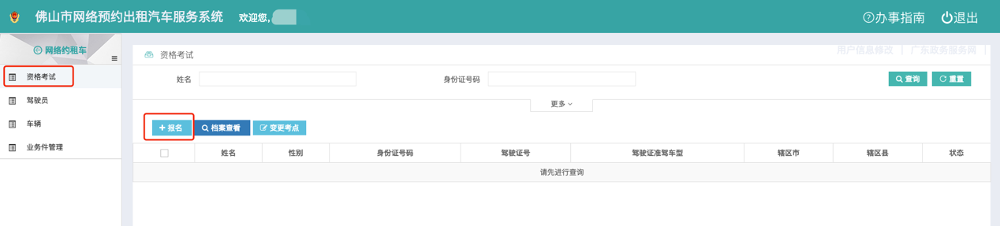 佛山市网络预约出租汽车服务系统 欢迎您, 办事指南 退出
网络约租车
用户信息修改 | 广东政务服务网 |
资格考试
资格考试
驾驶员
车辆
业务件管理
姓名 身份证号码 查询 重置
更多
报名 档案查看 变更考点
姓名 性别 身份证号码 驾驶证号 驾驶证准驾车型 辖区市 辖区县 状态
请先进行查询